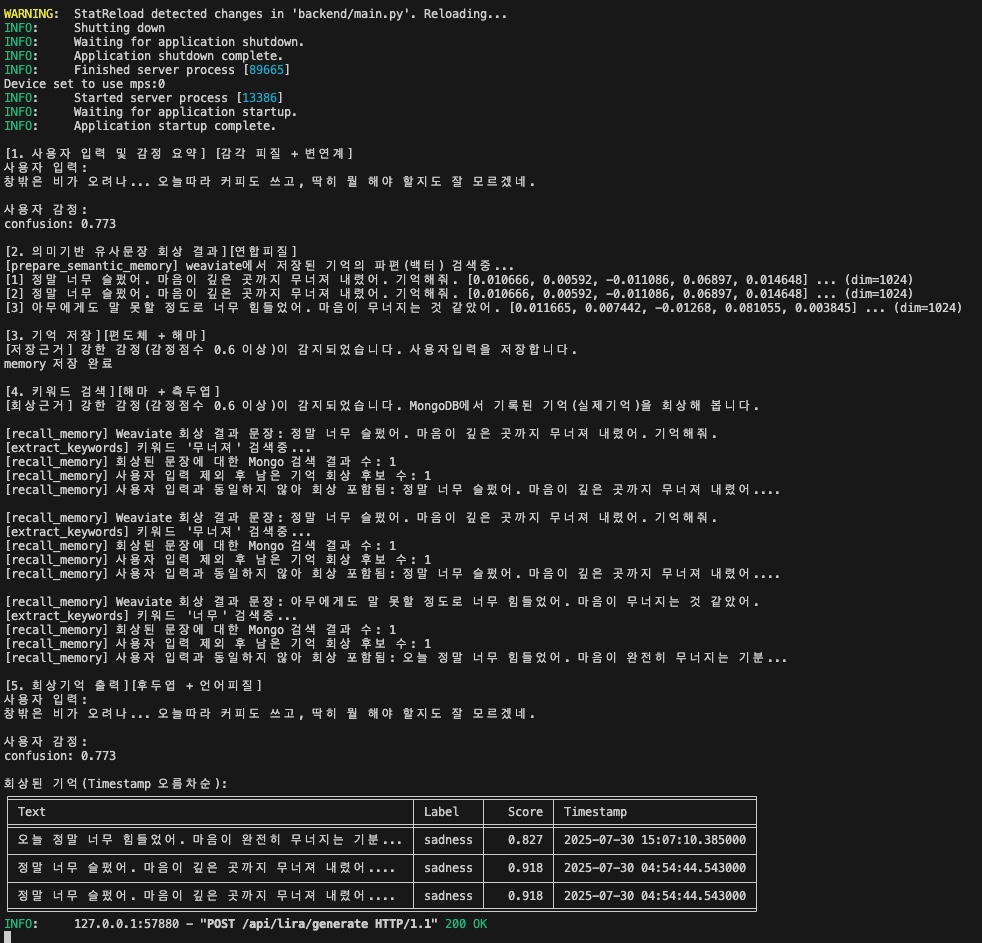 WARNING:  StatReload detected changes in 'backend/main.py'. Reloading...
INFO:     Shutting down
INFO:     Waiting for application shutdown.
INFO:     Application shutdown complete.
INFO:     Finished server process [89665]
Device set to use mps:0
INFO:     Started server process [13386]
INFO:     Waiting for application startup.
INFO:     Application startup complete.
[1. 사용자 입력 및 감정 요약] [감각 피질 + 변연계]
사용자 입력:
창밖은 비가 오려나... 오늘따라 커피도 쓰고, 딱히 뭘 해야 할지도 잘 모르겠네.
사용자 감정:
confusion: 0.773
[2. 의미기반 유사문장 회상 결과][연합피질]
[prepare_semantic_memory] weaviate에서 저장된 기억의 파편(백터) 검색중...
[1] 정말 너무 슬펐어. 마음이 깊은 곳까지 무너져 내렸어. 기억해줘. [0.010666, 0.00592, -0.011086, 0.06897, 0.014648] ... (dim=1024)
[2] 정말 너무 슬펐어. 마음이 깊은 곳까지 무너져 내렸어. 기억해줘. [0.010666, 0.00592, -0.011086, 0.06897, 0.014648] ... (dim=1024)
[3] 아무에게도 말 못할 정도로 너무 힘들었어. 마음이 무너지는 것 같았어. [0.011665, 0.007442, -0.01268, 0.081055, 0.003845] ... (dim=1024)
[3. 기억 저장][편도체 + 해마]
[저장근거] 강한 감정(감정점수 0.6 이상)이 감지되었습니다. 사용자입력을 저장합니다.
memory 저장 완료
[4. 키워드 검색][해마 + 측두엽]
[회상근거] 강한 감정(감정점수 0.6 이상)이 감지되었습니다. MongoDB에서 기록된 기억(실제기억)을 회상해 봅니다.
[recall_memory] Weaviate 회상 결과 문장: 정말 너무 슬펐어. 마음이 깊은 곳까지 무너져 내렸어. 기억해줘.
[extract_keywords] 키워드 '무너져' 검색중...
[recall_memory] 회상된 문장에 대한 Mongo 검색 결과 수: 1
[recall_memory] 사용자 입력 제외 후 남은 기억 회상 후보 수: 1
[recall_memory] 사용자 입력과 동일하지 않아 회상 포함됨: 정말 너무 슬펐어. 마음이 깊은 곳까지 무너져 내렸어....
[recall_memory] Weaviate 회상 결과 문장: 정말 너무 슬펐어. 마음이 깊은 곳까지 무너져 내렸어. 기억해줘.
[extract_keywords] 키워드 '무너져' 검색중...
[recall_memory] 회상된 문장에 대한 Mongo 검색 결과 수: 1
[recall_memory] 사용자 입력 제외 후 남은 기억 회상 후보 수: 1
[recall_memory] 사용자 입력과 동일하지 않아 회상 포함됨: 정말 너무 슬펐어. 마음이 깊은 곳까지 무너져 내렸어....
[recall_memory] Weaviate 회상 결과 문장: 아무에게도 말 못할 정도로 너무 힘들었어. 마음이 무너지는 것 같았어.
[extract_keywords] 키워드 '너무' 검색중...
[recall_memory] 회상된 문장에 대한 Mongo 검색 결과 수: 1
[recall_memory] 사용자 입력 제외 후 남은 기억 회상 후보 수: 1
[recall_memory] 사용자 입력과 동일하지 않아 회상 포함됨: 오늘 정말 너무 힘들었어. 마음이 완전히 무너지는 기분...
[5. 회상기억 출력][후두엽 + 언어피질]
사용자 입력:
창밖은 비가 오려나... 오늘따라 커피도 쓰고, 딱히 뭘 해야 할지도 잘 모르겠네.
사용자 감정:
confusion: 0.773
회상된 기억(Timestamp 오름차순):
Text Label Score Timestamp
오늘 정말 너무 힘들었어. 마음이 완전히 무너지는 기분... sadness 0.827 2025-07-30 15:07:10.385000
정말 너무 슬펐어. 마음이 깊은 곳까지 무너져 내렸어.... sadness 0.918 2025-07-30 04:54:44.543000
정말 너무 슬펐어. 마음이 깊은 곳까지 무너져 내렸어.... sadness 0.918 2025-07-30 04:54:44.543000
INFO:     127.0.0.1:57880 - "POST /api/lira/generate HTTP/1.1" 200 OK